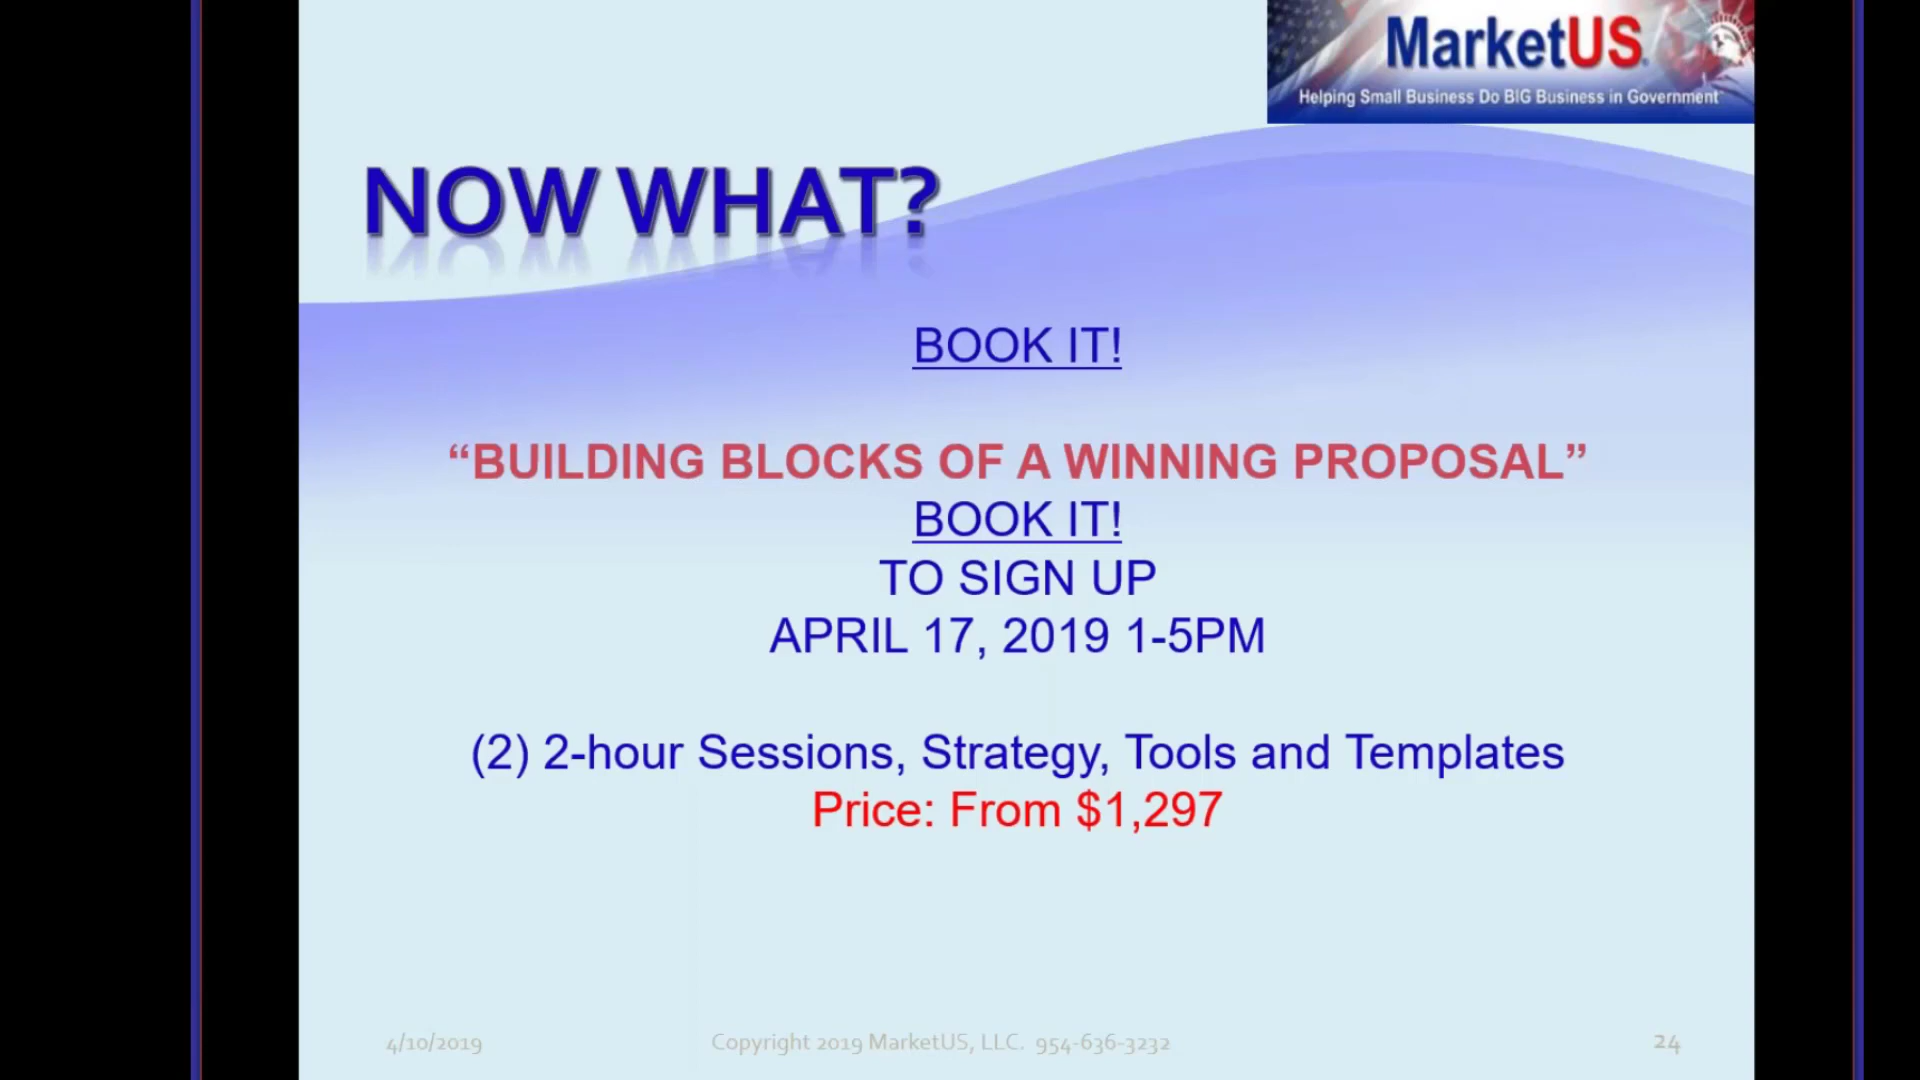 MarketUS
Helping Small Business Do BIG Business in Government
NOW WHAT?
BOOK IT!
“BUILDING BLOCKS OF A WINNING PROPOSAL”
BOOK IT!
TO SIGN UP
APRIL 17, 2019 1-5PM
(2) 2-hour Sessions, Strategy, Tools and Templates
Price: From $1,297
4/10/2019 Copyright 2019 MarketUS, LLC. 954-636-3232 24